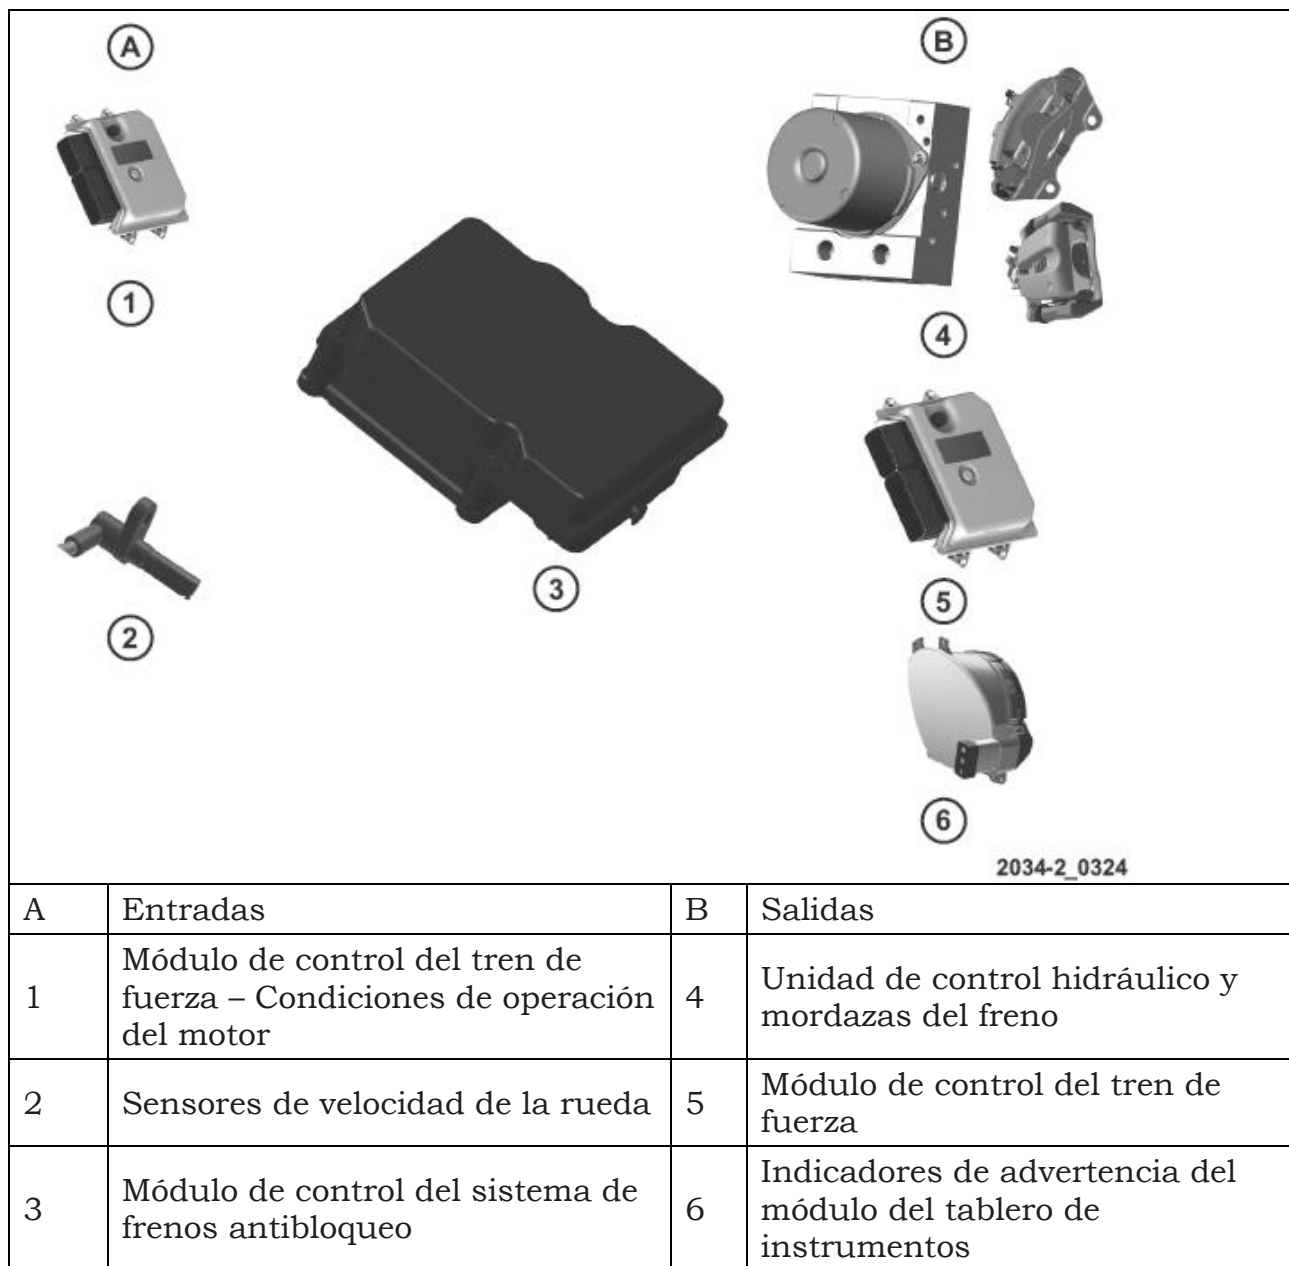 A
B
1
4
2
3
5
6
2034-2_0324
A Entradas B Salidas
1 Módulo de control del tren de
fuerza – Condiciones de operación
del motor
4 Unidad de control hidráulico y
mordazas del freno
2 Sensores de velocidad de la rueda
5 Módulo de control del tren de
fuerza
3 Módulo de control del sistema de
frenos antibloqueo
6 Indicadores de advertencia del
módulo del tablero de
instrumentos